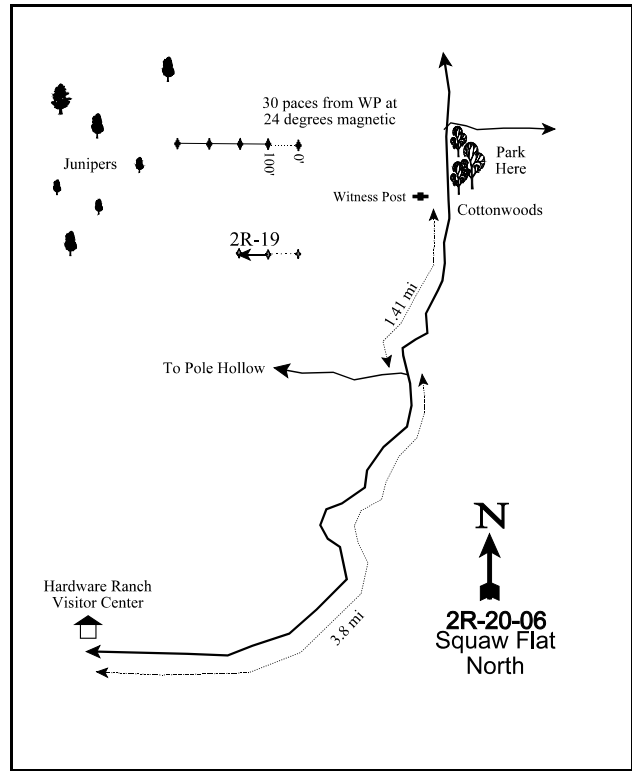 30 paces from WP at
24 degrees magnetic
Junipers
100'
0'
Park
Here
Witness Post
Cottonwoods
2R-19
1.41 mi
To Pole Hollow
N
Hardware Ranch
Visitor Center
3.8 mi
2R-20-06
Squaw Flat
North